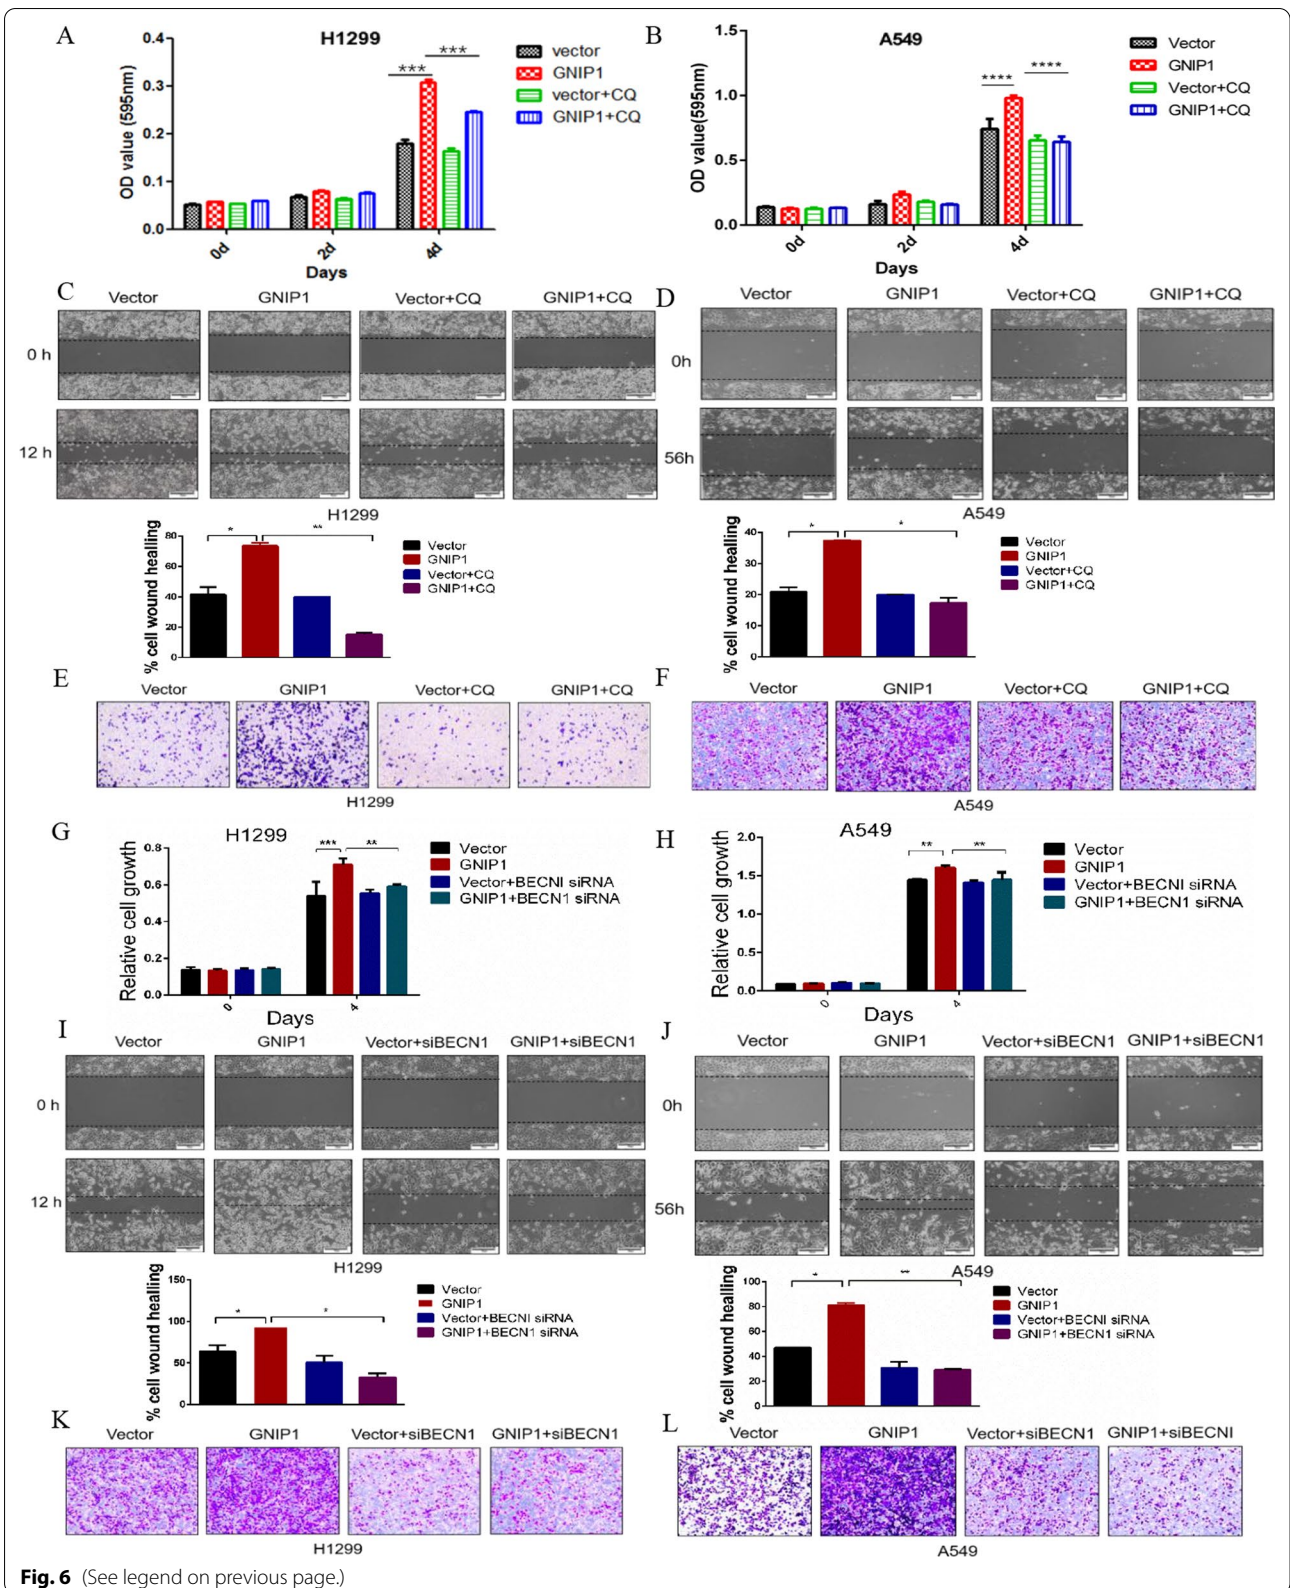 A
H1299
OD value (595nm)
0.4
0.3
0.2
0.1
0.0
***
***
0d
2d
4d
Days
vector
GNIP1
vector+CQ
GNIP1+CQ
B
A549
OD value(595nm)
1.5
1.0
0.5
0.0
****
****
0d
2d
4d
Days
Vector
GNIP1
Vector+CQ
GNIP1+CQ
C
Vector GNIP1 Vector+CQ GNIP1+CQ
0 h
12 h
H1299
% cell wound healling
80
60
40
20
0
*
**
Vector
GNIP1
Vector+CQ
GNIP1+CQ
D
Vector GNIP1 Vector+CQ GNIP1+CQ
0h
56h
A549
% cell wound healling
40
30
20
10
0
*
*
Vector
GNIP1
Vector+CQ
GNIP1+CQ
E
Vector GNIP1 Vector+CQ GNIP1+CQ
H1299
F
Vector GNIP1 Vector+CQ GNIP1+CQ
A549
G
H1299
Relative cell growth
0.8
0.6
0.4
0.2
0.0
***
**
0
4
Days
Vector
GNIP1
Vector+BECNI siRNA
GNIP1+BECN1 siRNA
H
A549
Relative cell growth
2.0
1.5
1.0
0.5
0.0
**
**
0
4
Days
Vector
GNIP1
Vector+BECNI siRNA
GNIP1+BECN1 siRNA
I
Vector GNIP1 Vector+siBECN1 GNIP1+siBECN1
0 h
12 h
H1299
% cell wound healling
150
100
50
0
*
*
Vector
GNIP1
Vector+BECNI siRNA
GNIP1+BECN1 siRNA
J
Vector GNIP1 Vector+siBECN1 GNIP1+siBECN1
0h
56h
A549
% cell wound healling
100
80
60
40
20
0
*
**
Vector
GNIP1
Vector+BECNI siRNA
GNIP1+BECN1 siRNA
K
Vector GNIP1 Vector+siBECN1 GNIP1+siBECN1
H1299
L
Vector GNIP1 Vector+siBECN1 GNIP1+siBECNI
A549
Fig. 6 (See legend on previous page.)